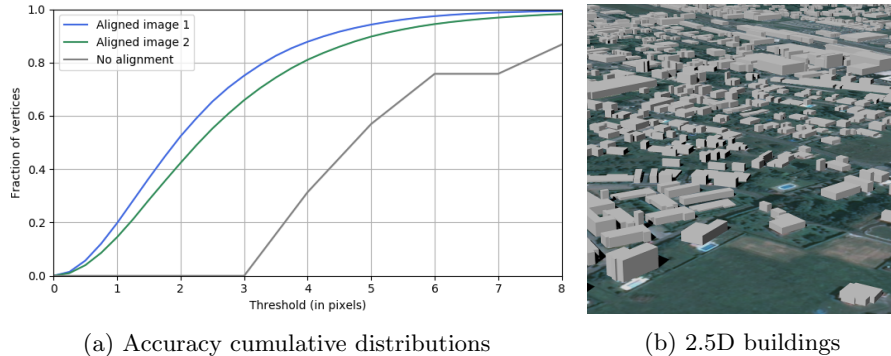 1.0
0.8
0.6
0.4
0.2
0.0
Fraction of vertices
Aligned image 1
Aligned image 2
No alignment
0 1 2 3 4 5 6 7 8
Threshold (in pixels)
(a) Accuracy cumulative distributions
(b) 2.5D buildings